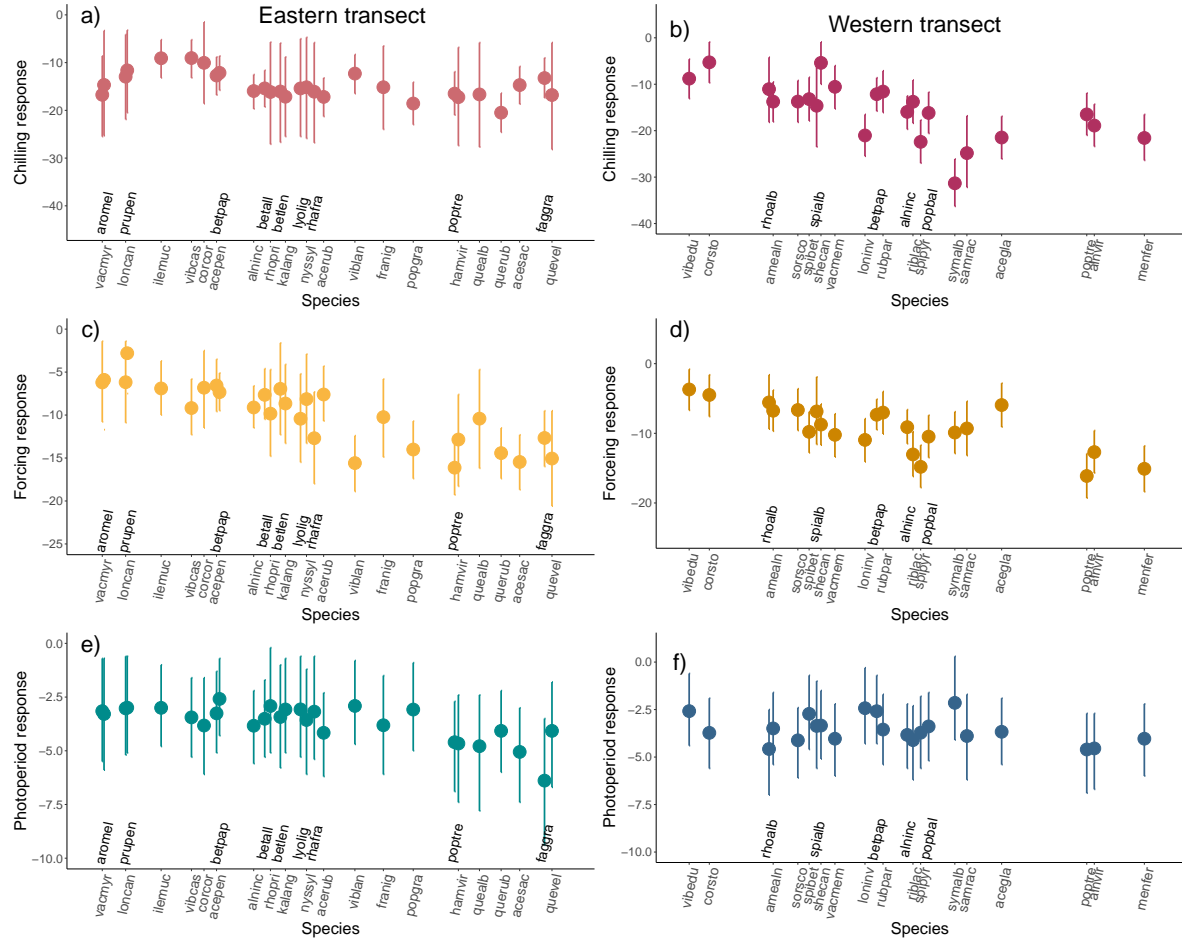 Eastern transect
Western transect
a)
0
−10
−20
−30
−40
Chilling response
aromel
prupen
betpap
betall
betlen
lyolig
rhafra
poptre
faggra
vacmyr
loncan
ilemuc
vibcas
corcor
acepen
alninc
rhopri
kalang
nyssyl
acerub
viblan
franig
popgra
hamvir
quealb
querub
acesac
quevel
Species
b)
0
−10
−20
−30
−40
Chilling response
rhoalb
spialb
betpap
alninc
popbal
vibedu
corsto
amealn
sorsco
spibet
shecan
vacmem
loninv
rubpar
riblac
spipyr
symalb
samrac
acegla
poptre
alnvir
menfer
Species
c)
0
−5
−10
−15
−20
−25
Forcing response
aromel
prupen
betpap
betall
betlen
lyolig
rhafra
poptre
faggra
vacmyr
loncan
ilemuc
vibcas
corcor
acepen
alninc
rhopri
kalang
nyssyl
acerub
viblan
franig
popgra
hamvir
quealb
querub
acesac
quevel
Species
d)
0
−10
−20
Forceing response
rhoalb
spialb
betpap
alninc
popbal
vibedu
corsto
amealn
sorsco
spibet
shecan
vacmem
loninv
rubpar
riblac
spipyr
symalb
samrac
acegla
poptre
alnvir
menfer
Species
e)
0.0
−2.5
−5.0
−7.5
−10.0
Photoperiod response
aromel
prupen
betpap
betall
betlen
lyolig
rhafra
poptre
faggra
vacmyr
loncan
ilemuc
vibcas
corcor
acepen
alninc
rhopri
kalang
nyssyl
acerub
viblan
franig
popgra
hamvir
quealb
querub
acesac
quevel
Species
f)
0.0
−2.5
−5.0
−7.5
−10.0
Photoperiod response
rhoalb
spialb
betpap
alninc
popbal
vibedu
corsto
amealn
sorsco
spibet
shecan
vacmem
loninv
rubpar
riblac
spipyr
symalb
samrac
acegla
poptre
alnvir
menfer
Species